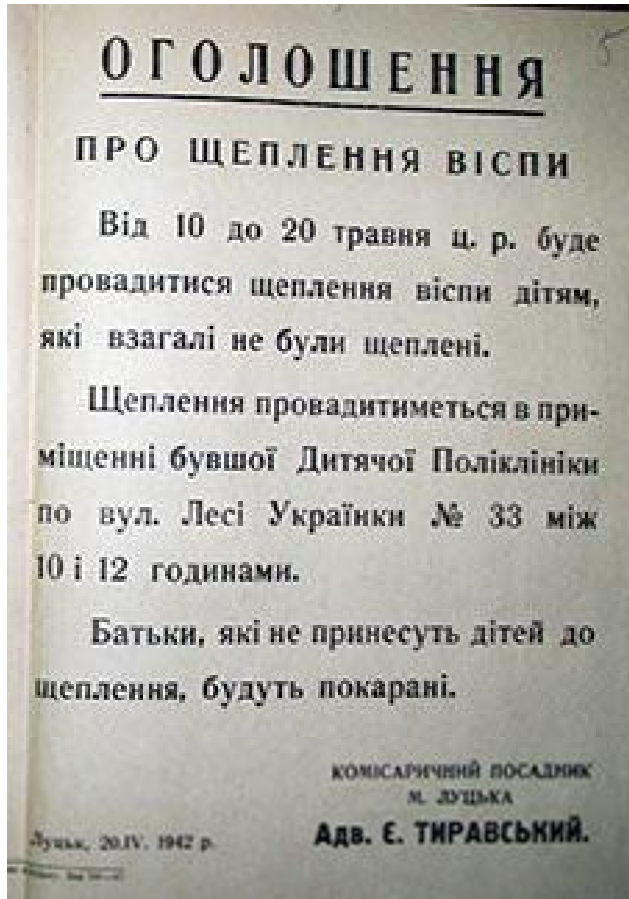 ОГОЛОШЕННЯ
ПРО ЩЕПЛЕННЯ ВІСПИ
Від 10 до 20 травня ц. р. буде
провадитися щеплення віспи дітям,
які взагалі не були щеплені.
Щеплення провадитиметься в при-
міщенні бувшої Дитячої Поліклініки
по вул. Лесі Українки № 33 між
10 і 12 годинами.
Батьки, які не принесуть дітей до
щеплення, будуть покарані.
КОМІСАРИЧНИЙ ПОСАДНИК
М. ЛУЦЬКА
Адв. Є. ТИРАВСЬКИЙ.
Луцьк, 20.IV. 1942 р.